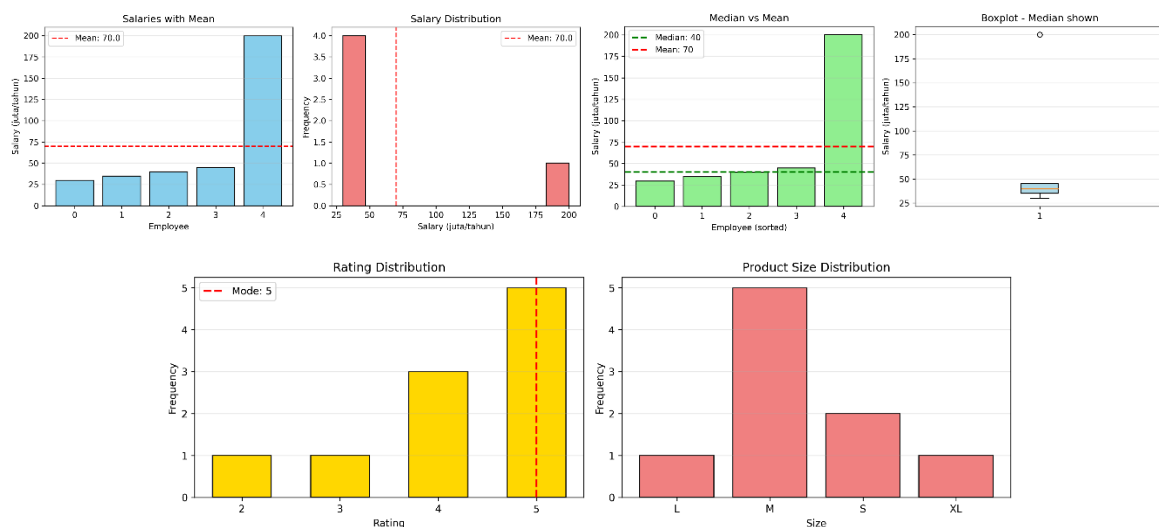 Salaries with Mean
Mean: 70.0
Salary (juta/tahun)
200
175
150
125
100
75
50
25
0
0 1 2 3 4
Employee
Salary Distribution
Mean: 70.0
Frequency
4.0
3.5
3.0
2.5
2.0
1.5
1.0
0.5
0.0
25 50 75 100 125 150 175 200
Salary (juta/tahun)
Median vs Mean
Median: 40
Mean: 70
Salary (juta/tahun)
200
175
150
125
100
75
50
25
0
0 1 2 3 4
Employee (sorted)
Boxplot - Median shown
Salary (juta/tahun)
200
175
150
125
100
75
50
25
1
Rating Distribution
Mode: 5
Frequency
5
4
3
2
1
0
2 3 4 5
Rating
Product Size Distribution
Frequency
5
4
3
2
1
0
L M S XL
Size